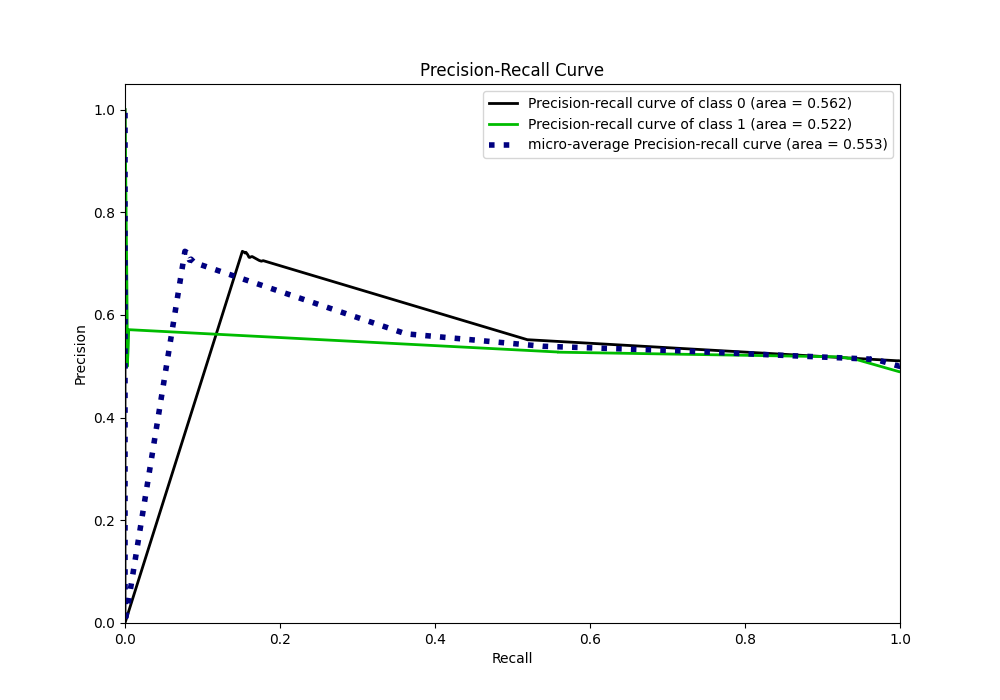 Precision-Recall Curve
Precision-recall curve of class 0 (area = 0.562)
Precision-recall curve of class 1 (area = 0.522)
micro-average Precision-recall curve (area = 0.553)
1.0
0.8
0.6
0.4
0.2
0.0
Precision
0.0 0.2 0.4 0.6 0.8 1.0
Recall